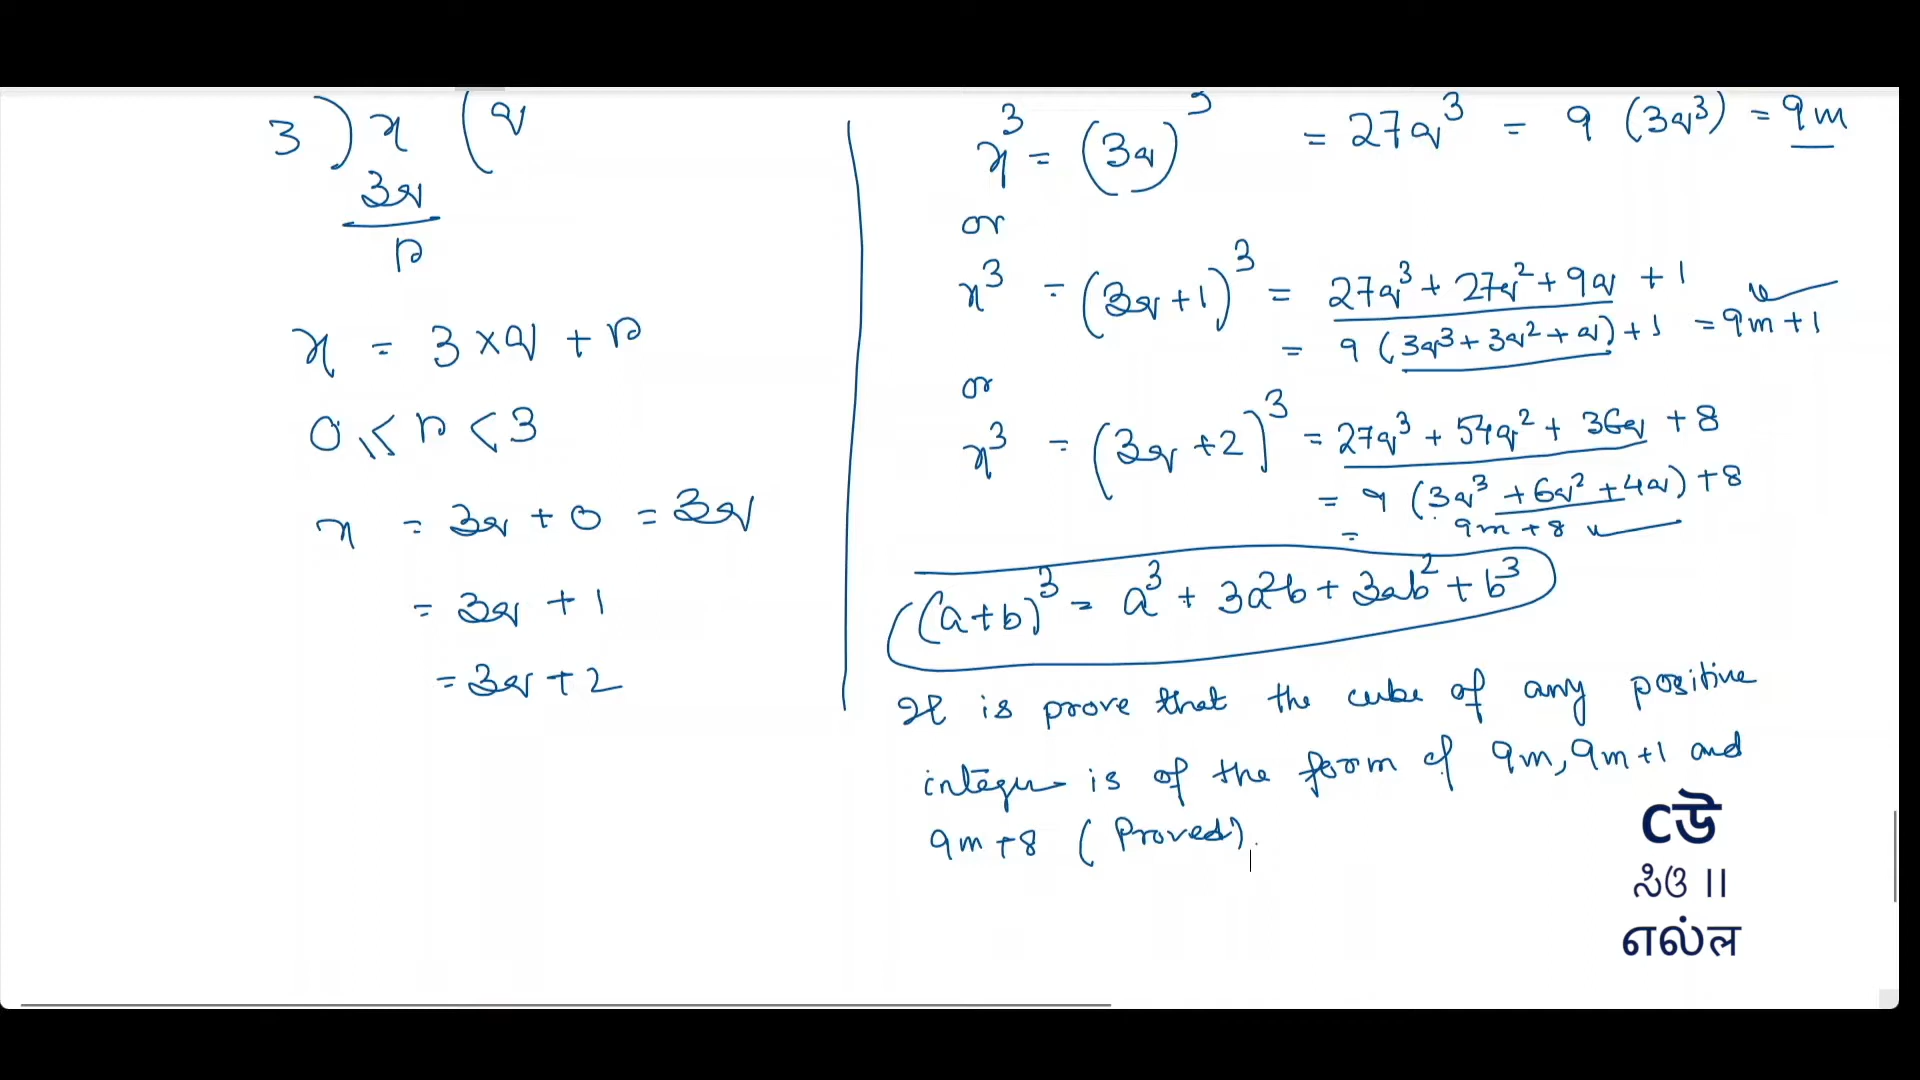 3 ) x ( q
3q
r
x = 3 × q + r
0 ⩽ r < 3
x = 3q + 0 = 3q
= 3q + 1
= 3q + 2
x³ = (3q)³ = 27q³ = 9 (3q³) = 9m
or
x³ = (3q+1)³ = 27q³ + 27q² + 9q + 1
= 9 (3q³ + 3q² + q) + 1 = 9m + 1
or
x³ = (3q + 2)³ = 27q³ + 54q² + 36q + 8
= 9 (3q³ + 6q² + 4q) + 8
= 9m + 8
(a+b)³ = a³ + 3a²b + 3ab² + b³
It is prove that the cube of any positive
integer is of the form of 9m, 9m+1 and
9m+8 (Proved).